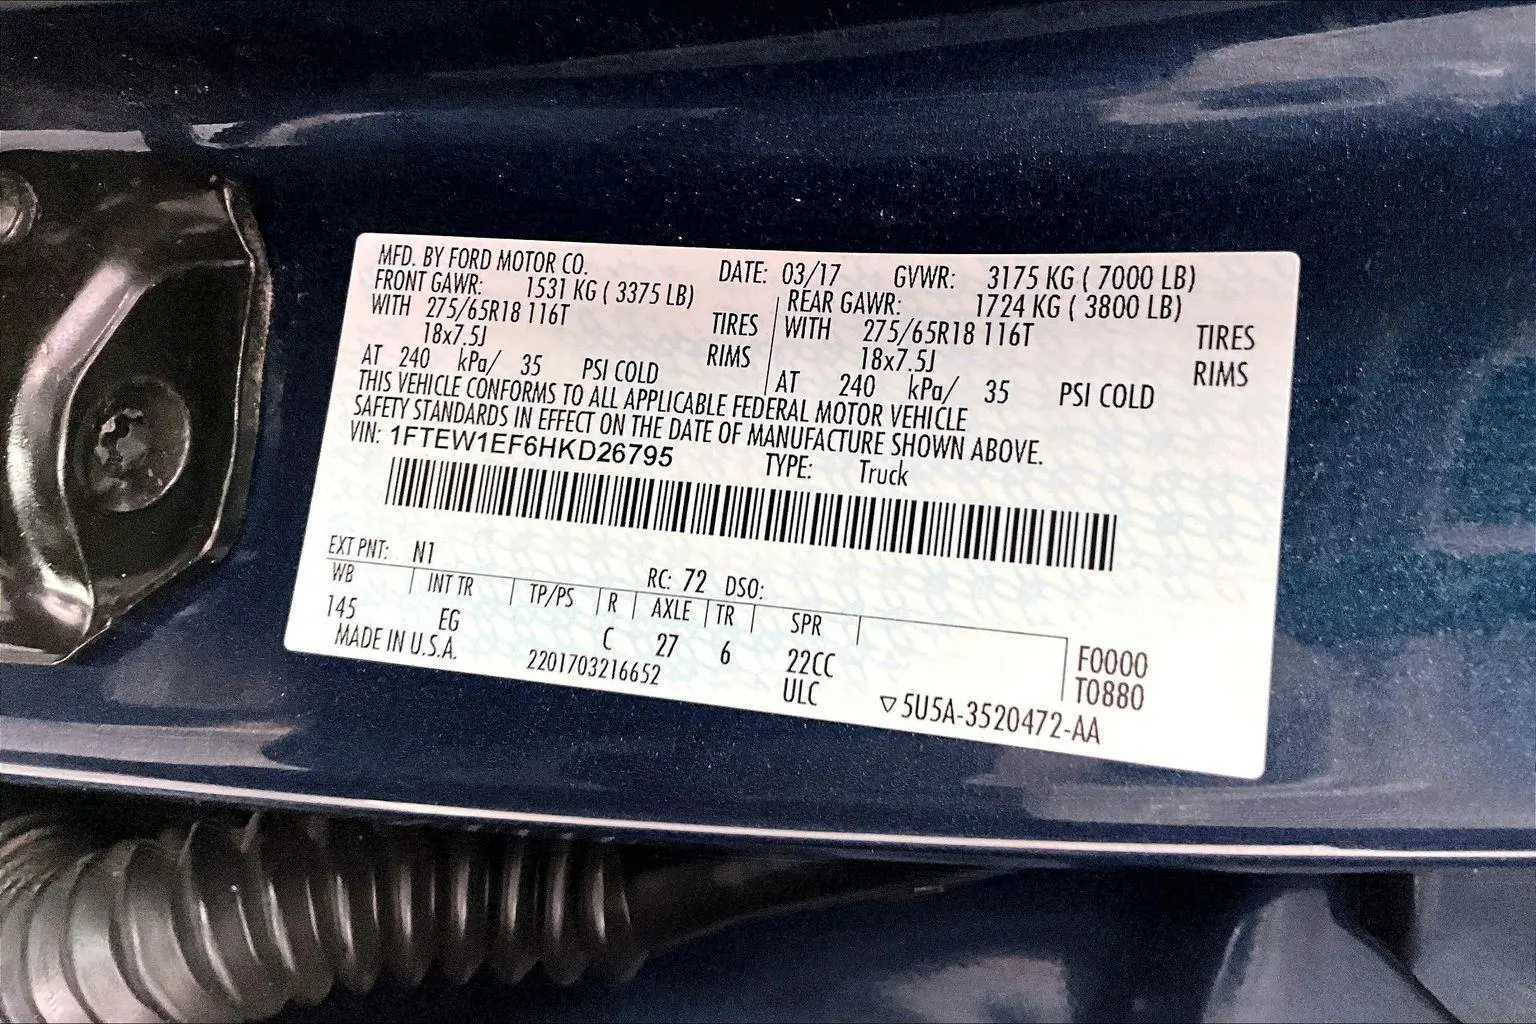 MFD. BY FORD MOTOR CO. DATE: 03/17 GVWR: 3175 KG ( 7000 LB)
FRONT GAWR: 1531 KG ( 3375 LB) REAR GAWR: 1724 KG ( 3800 LB)
WITH 275/65R18 116T TIRES WITH 275/65R18 116T TIRES
18x7.5J RIMS 18x7.5J RIMS
AT 240 kPa/ 35 PSI COLD AT 240 kPa/ 35 PSI COLD
THIS VEHICLE CONFORMS TO ALL APPLICABLE FEDERAL MOTOR VEHICLE
SAFETY STANDARDS IN EFFECT ON THE DATE OF MANUFACTURE SHOWN ABOVE.
VIN: 1FTEW1EF6HKD26795 TYPE: Truck
EXT PNT: N1 RC: 72 DSO:
WB INT TR TP/PS R AXLE TR SPR
145 EG C 27 6 22CC F0000
MADE IN U.S.A. 2201703216652 ULC T0880
▽5U5A-3520472-AA